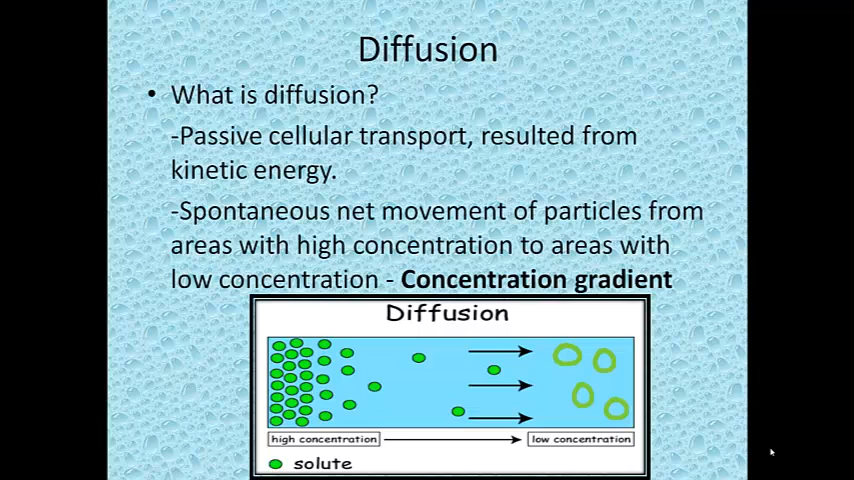 Diffusion
• What is diffusion?
-Passive cellular transport, resulted from
kinetic energy.
-Spontaneous net movement of particles from
areas with high concentration to areas with
low concentration - Concentration gradient
Diffusion
high concentration
low concentration
solute